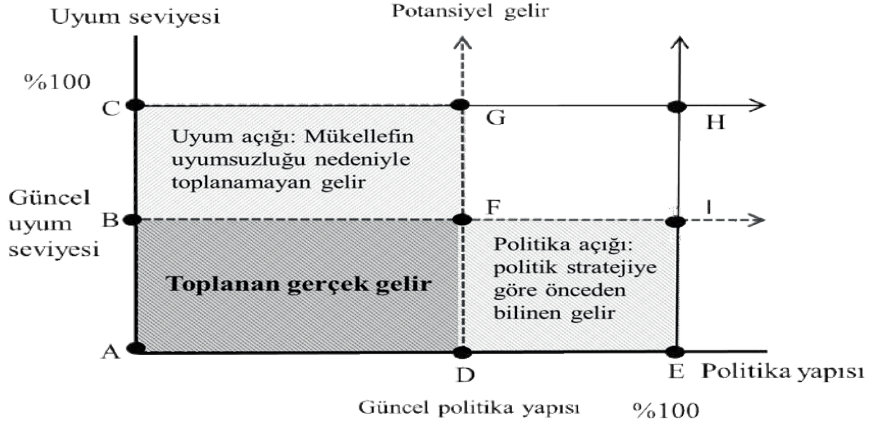 Uyum seviyesi
Potansiyel gelir
%100
C
G
H
Uyum açığı: Mükellefin
uyumsuzluğu nedeniyle
toplanamayan gelir
Güncel
uyum
seviyesi
B
F
I
Politika açığı:
politik stratejiye
göre önceden
bilinen gelir
Toplanan gerçek gelir
A
D
E
Politika yapısı
Güncel politika yapısı
%100